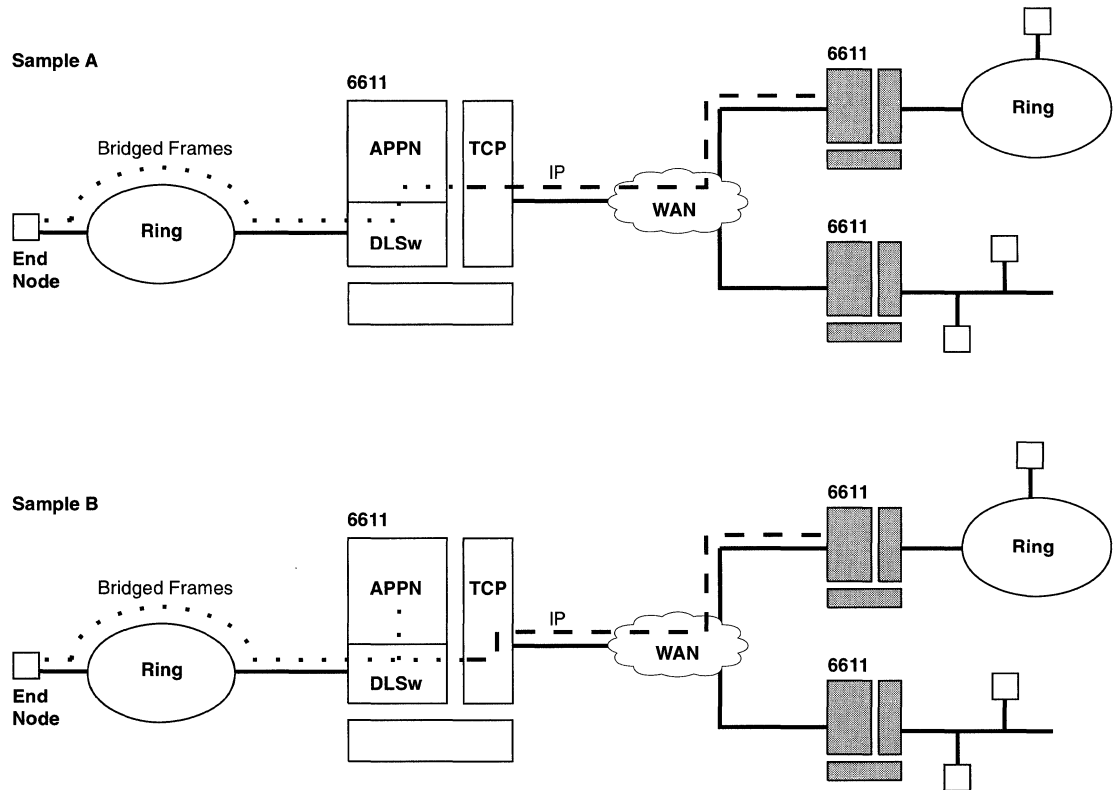 Sample A
6611
6611
Bridged Frames
APPN
TCP
IP
Ring
Ring
WAN
DLSw
End
Node
6611
Sample B
6611
6611
Bridged Frames
APPN
TCP
IP
Ring
Ring
WAN
DLSw
End
Node
6611